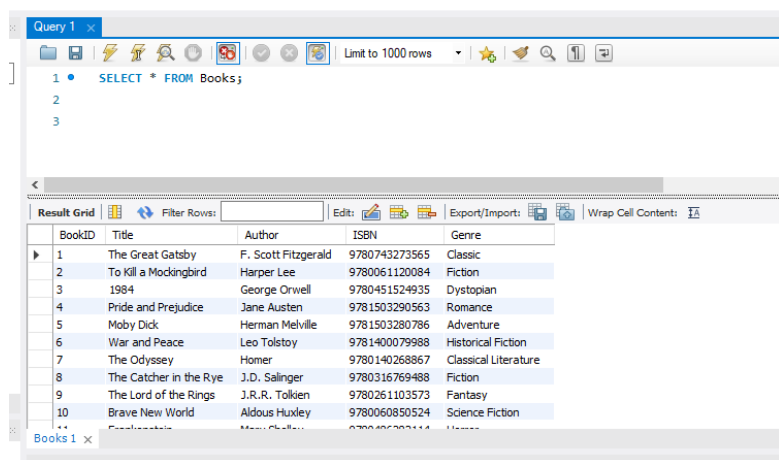 Query 1 ×
Limit to 1000 rows
1 SELECT * FROM Books;
2
3
Result Grid Filter Rows: Edit: Export/Import: Wrap Cell Content:
BookID Title Author ISBN Genre
1 The Great Gatsby F. Scott Fitzgerald 9780743273565 Classic
2 To Kill a Mockingbird Harper Lee 9780061120084 Fiction
3 1984 George Orwell 9780451524935 Dystopian
4 Pride and Prejudice Jane Austen 9781503290563 Romance
5 Moby Dick Herman Melville 9781503280786 Adventure
6 War and Peace Leo Tolstoy 9781400079988 Historical Fiction
7 The Odyssey Homer 9780140268867 Classical Literature
8 The Catcher in the Rye J.D. Salinger 9780316769488 Fiction
9 The Lord of the Rings J.R.R. Tolkien 9780261103573 Fantasy
10 Brave New World Aldous Huxley 9780060850524 Science Fiction
Books 1 ×